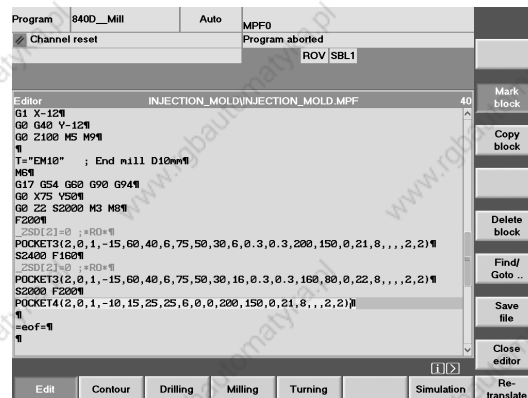 Program 840D__Mill Auto MPF0
Channel reset Program aborted
ROV SBL1
Editor INJECTION_MOLD\INJECTION_MOLD.MPF 40
G1 X-12¶
G0 G40 Y-12¶
G0 Z100 M5 M9¶
¶
T="EM10" ; End mill D10mm¶
M6¶
G17 G54 G60 G90 G94¶
G0 X75 Y50¶
G0 Z2 S2000 M3 M8¶
F200¶
_ZSD[2]=0 ;*RO*¶
POCKET3(2,0,1,-15,60,40,6,75,50,30,6,0.3,0.3,200,150,0,21,8,,,,2,2)¶
S2400 F160¶
_ZSD[2]=0 ;*RO*¶
POCKET3(2,0,1,-15,60,40,6,75,50,30,16,0.3,0.3,160,80,0,22,8,,,,2,2)¶
S2000 F200¶
POCKET4(2,0,1,-10,15,25,25,6,0,0,200,150,0,21,8,,,2,2)¶
¶
=eof=¶
¶
Mark block
Copy block
Delete block
Find/ Goto ..
Save file
Close editor
Re- translate
Edit Contour Drilling Milling Turning Simulation